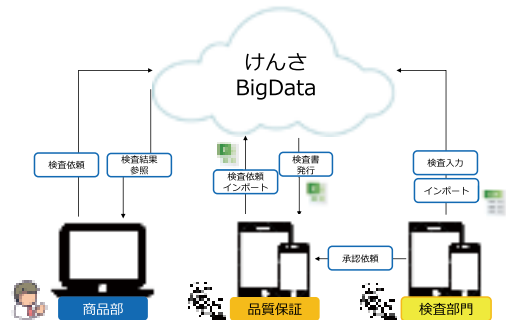 けんさ
BigData
検査依頼
検査結果
参照
検査依頼
インポート
検査書
発行
検査入力
インポート
承認依頼
商品部
品質保証
検査部門